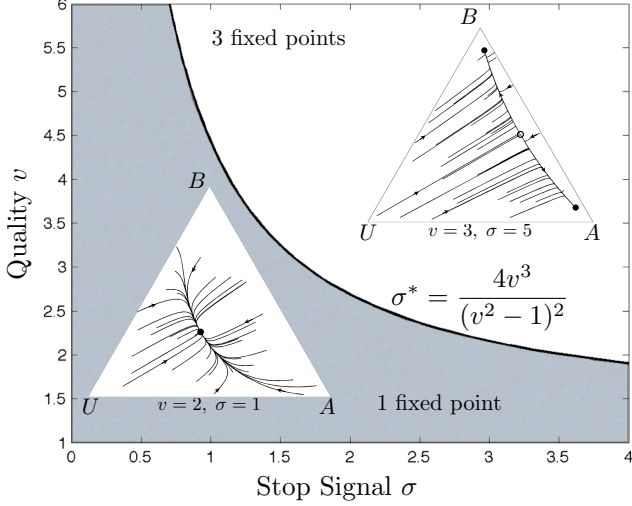 6
5.5
5
4.5
4
3.5
3
2.5
2
1.5
1
Quality v
3 fixed points
B
U
A
v = 3, σ = 5
B
U
A
v = 2, σ = 1
σ* = 4v³ / (v² − 1)²
1 fixed point
0 0.5 1 1.5 2 2.5 3 3.5 4
Stop Signal σ